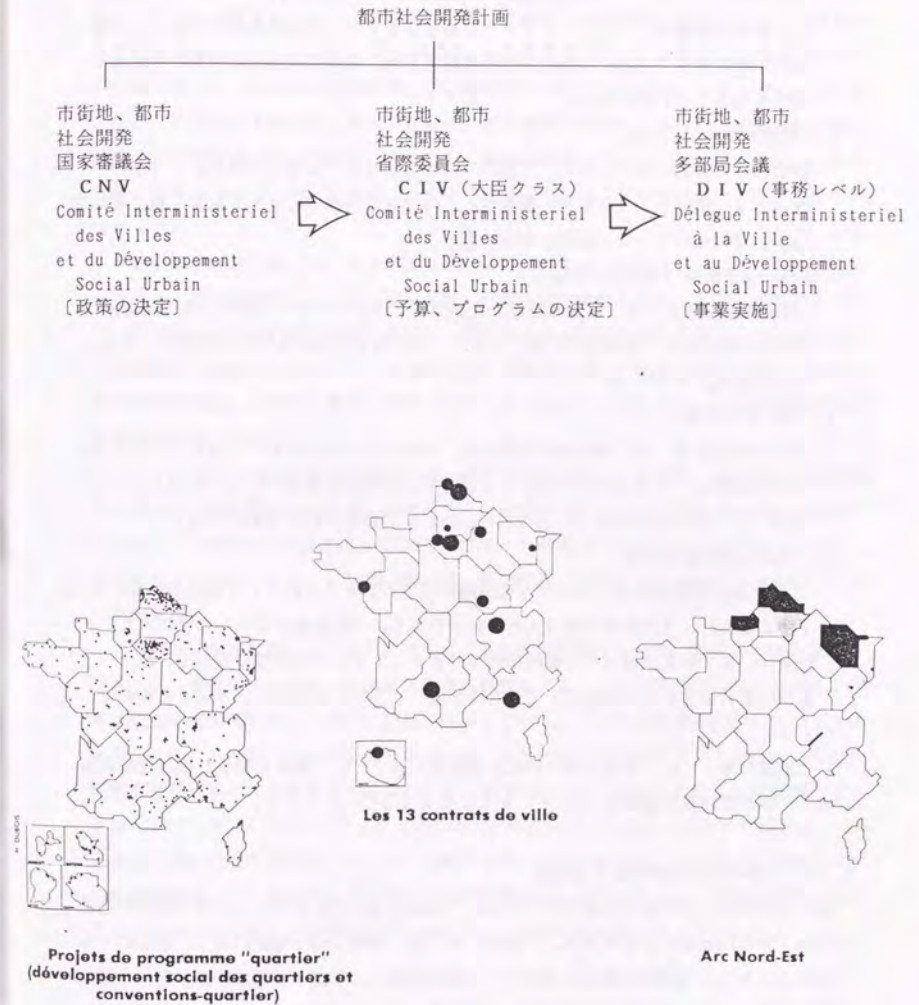 都市社会開発計画
市街地、都市
社会開発
国家審議会
CNV
Comité Interministeriel
des Villes
et du Développement
Social Urbain
〔政策の決定〕
市街地、都市
社会開発
省際委員会
CIV(大臣クラス)
Comité Interministeriel
des Villes
et du Développement
Social Urbain
〔予算、プログラムの決定〕
市街地、都市
社会開発
多部局会議
DIV(事務レベル)
Délegue Interministeriel
à la Ville
et au Développement
Social Urbain
〔事業実施〕
Les 13 contrats de ville
Projets de programme "quartier"
(développement social des quartiers et
conventions-quartier)
Arc Nord-Est